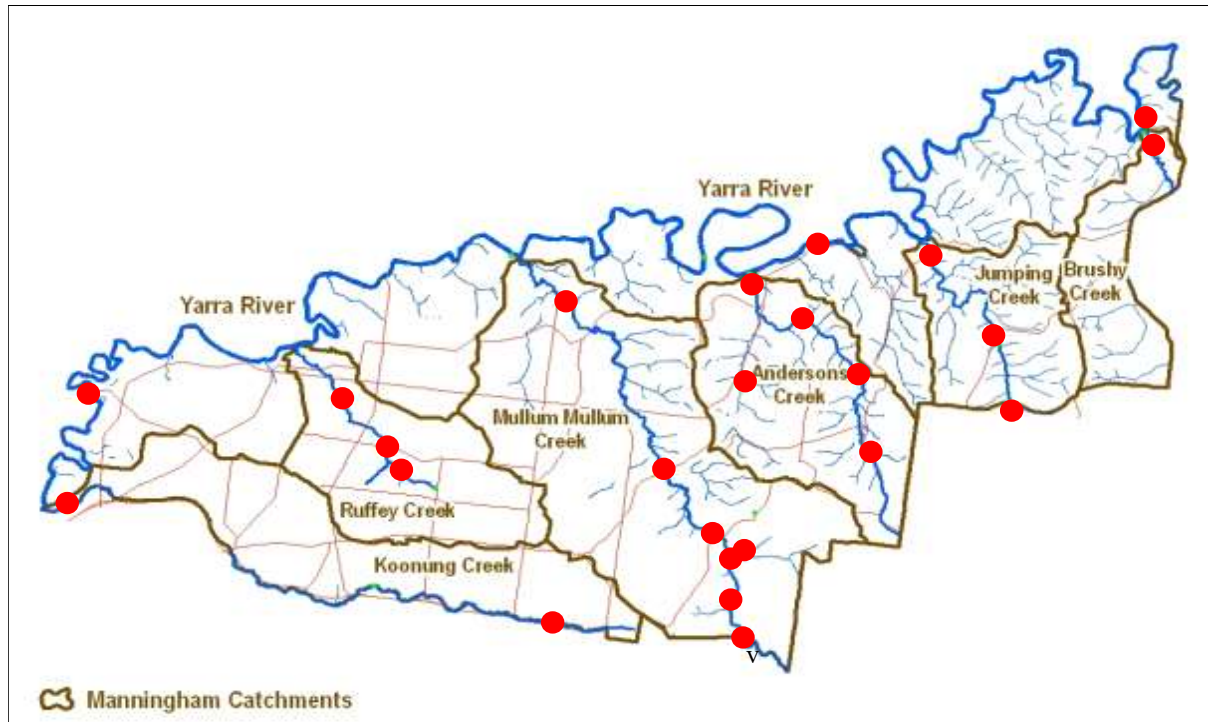 Yarra River
Yarra River
Jumping
Creek
Brushy
Creek
Andersons
Creek
Mullum Mullum
Creek
Ruffey Creek
Koonung Creek
v
Manningham Catchments